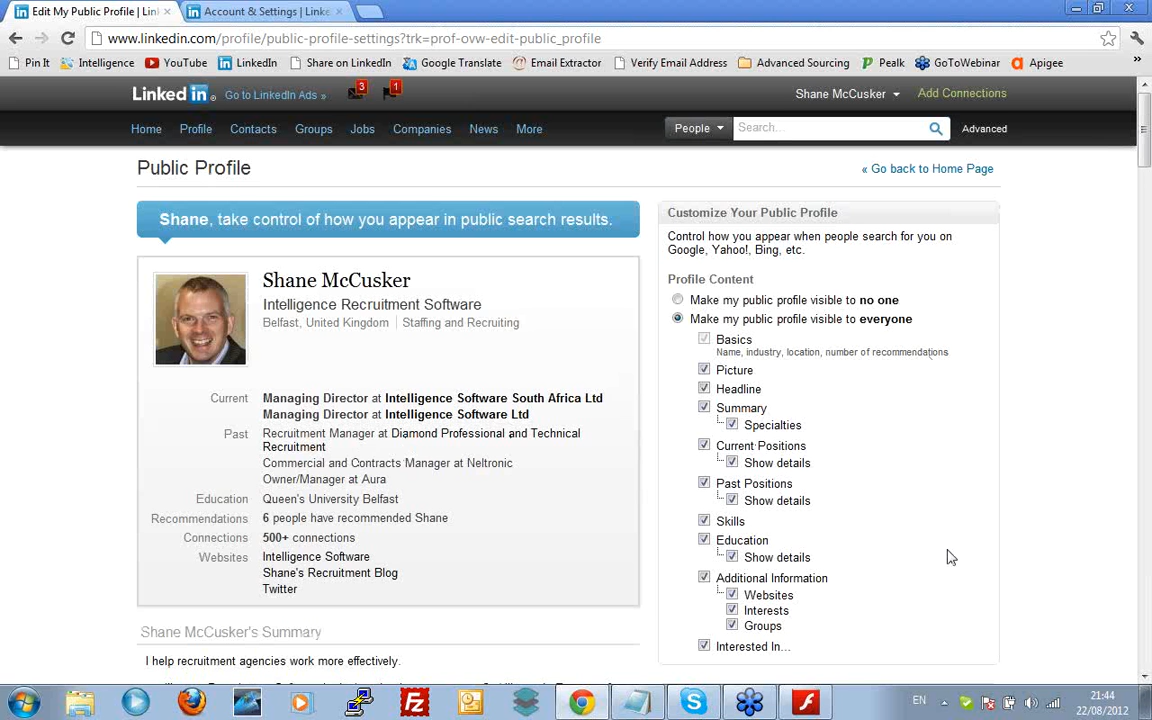 Edit My Public Profile | Lin
Account & Settings | Linke
www.linkedin.com/profile/public-profile-settings?trk=prof-ovw-edit-public_profile
Pin It
Intelligence
YouTube
LinkedIn
Share on LinkedIn
Google Translate
Email Extractor
Verify Email Address
Advanced Sourcing
Pealk
GoToWebinar
Apigee
»
Linked in
Go to LinkedIn Ads »
3
1
Shane McCusker
Add Connections
Home
Profile
Contacts
Groups
Jobs
Companies
News
More
People
Search...
Advanced
Public Profile
« Go back to Home Page
Shane, take control of how you appear in public search results.
Shane McCusker
Intelligence Recruitment Software
Belfast, United Kingdom | Staffing and Recruiting
Current
Managing Director at Intelligence Software South Africa Ltd
Managing Director at Intelligence Software Ltd
Past
Recruitment Manager at Diamond Professional and Technical
Recruitment
Commercial and Contracts Manager at Neltronic
Owner/Manager at Aura
Education
Queen's University Belfast
Recommendations
6 people have recommended Shane
Connections
500+ connections
Websites
Intelligence Software
Shane's Recruitment Blog
Twitter
Shane McCusker's Summary
I help recruitment agencies work more effectively.
Customize Your Public Profile
Control how you appear when people search for you on
Google, Yahoo!, Bing, etc.
Profile Content
Make my public profile visible to no one
Make my public profile visible to everyone
Basics
Name, industry, location, number of recommendations
Picture
Headline
Summary
Specialties
Current Positions
Show details
Past Positions
Show details
Skills
Education
Show details
Additional Information
Websites
Interests
Groups
Interested In...
EN
21:44
22/08/2012